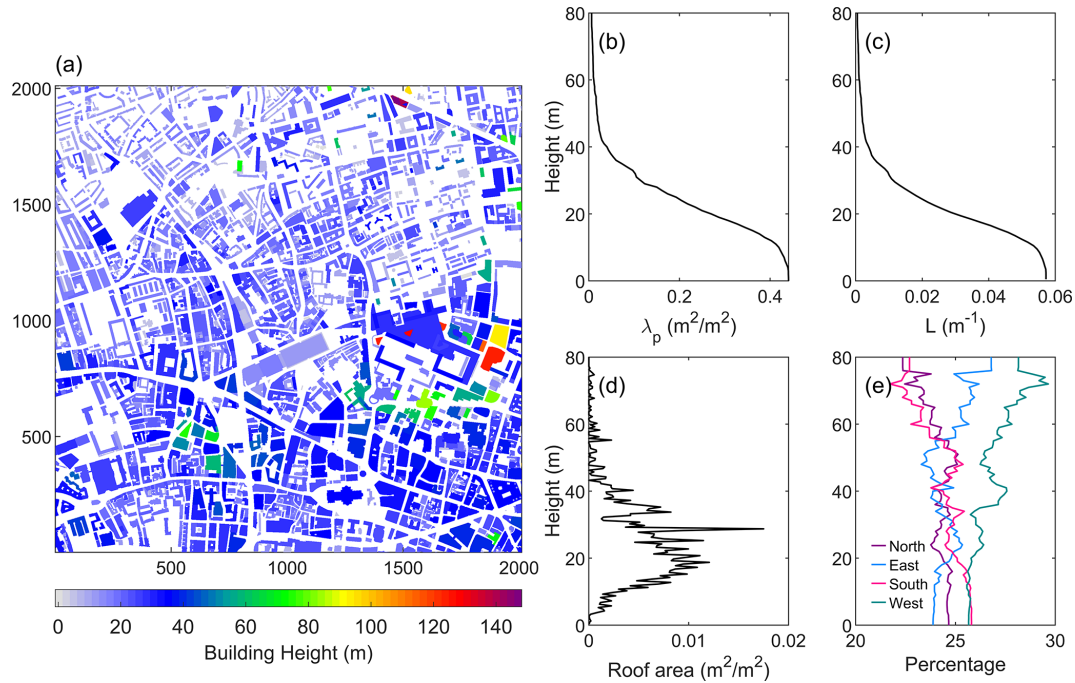 (a)
2000
1500
1000
500
500 1000 1500 2000
0 20 40 60 80 100 120 140
Building Height (m)
(b)
80
60
40
20
0
Height (m)
0 0.2 0.4
λp (m²/m²)
(c)
80
60
40
20
0
0 0.02 0.04 0.06
L (m⁻¹)
(d)
80
60
40
20
0
Height (m)
0 0.01 0.02
Roof area (m²/m²)
(e)
80
60
40
20
0
North
East
South
West
20 25 30
Percentage